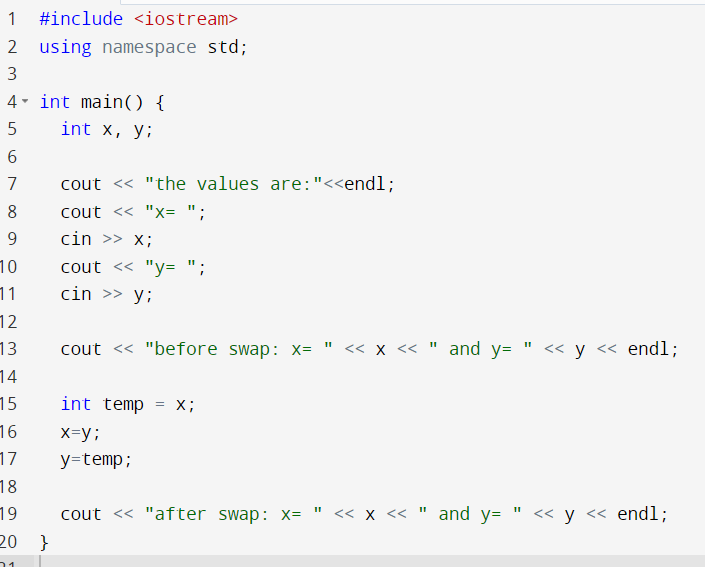 1 #include <iostream>
2 using namespace std;
3
4 int main() {
5 int x, y;
6
7 cout << "the values are:"<<endl;
8 cout << "x= ";
9 cin >> x;
10 cout << "y= ";
11 cin >> y;
12
13 cout << "before swap: x= " << x << " and y= " << y << endl;
14
15 int temp = x;
16 x=y;
17 y=temp;
18
19 cout << "after swap: x= " << x << " and y= " << y << endl;
20 }
21